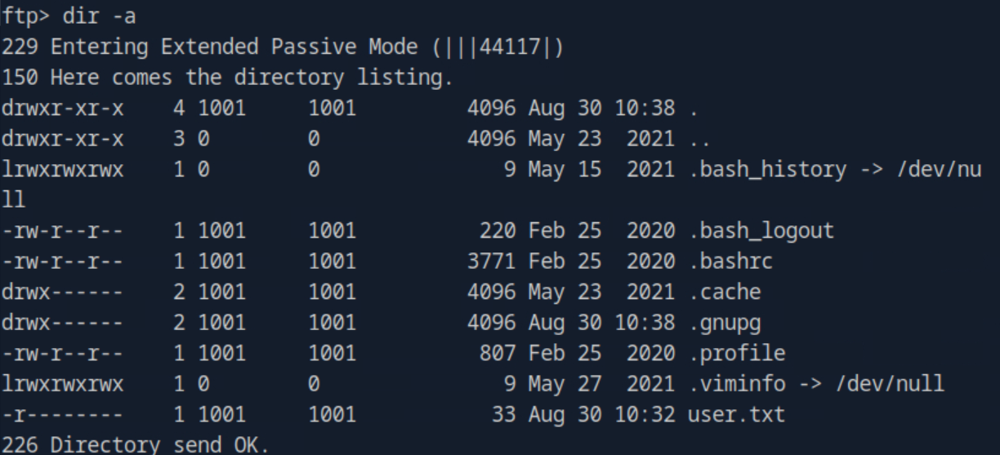 ftp> dir -a
229 Entering Extended Passive Mode (|||44117|)
150 Here comes the directory listing.
drwxr-xr-x    4 1001     1001         4096 Aug 30 10:38 .
drwxr-xr-x    3 0        0            4096 May 23  2021 ..
lrwxrwxrwx    1 0        0               9 May 15  2021 .bash_history -> /dev/nu
ll
-rw-r--r--    1 1001     1001          220 Feb 25  2020 .bash_logout
-rw-r--r--    1 1001     1001         3771 Feb 25  2020 .bashrc
drwx------    2 1001     1001         4096 May 23  2021 .cache
drwx------    2 1001     1001         4096 Aug 30 10:38 .gnupg
-rw-r--r--    1 1001     1001          807 Feb 25  2020 .profile
lrwxrwxrwx    1 0        0               9 May 27  2021 .viminfo -> /dev/null
-r--------    1 1001     1001           33 Aug 30 10:32 user.txt
226 Directory send OK.